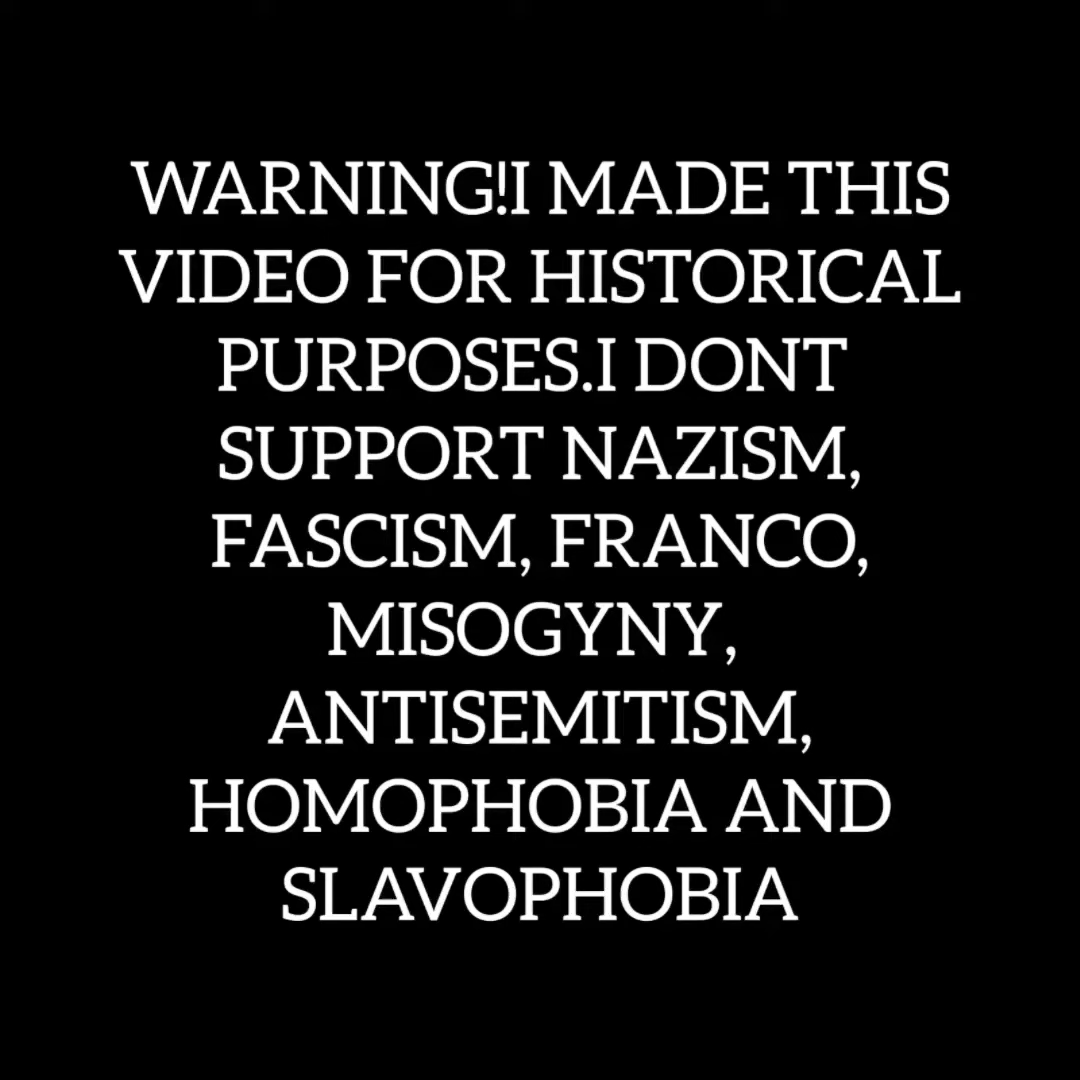 WARNING!I MADE THIS
VIDEO FOR HISTORICAL
PURPOSES.I DONT
SUPPORT NAZISM,
FASCISM, FRANCO,
MISOGYNY,
ANTISEMITISM,
HOMOPHOBIA AND
SLAVOPHOBIA